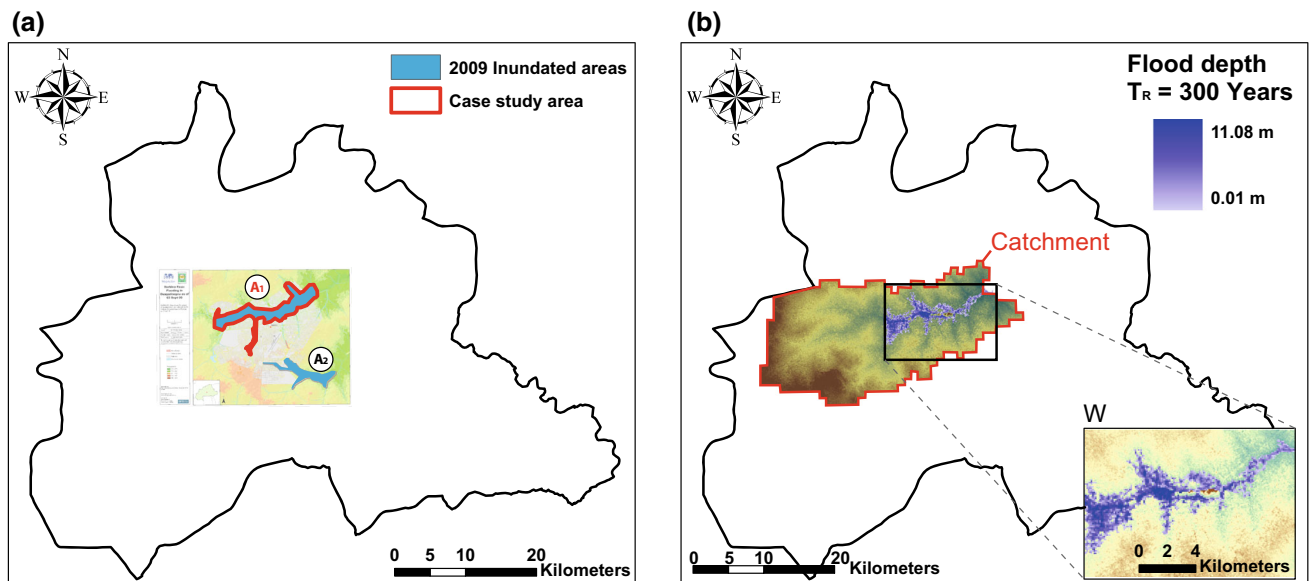 (a)
N
W E
S
2009 Inundated areas
Case study area
A1
A2
0 5 10 20
Kilometers
(b)
N
W E
S
Flood depth
TR = 300 Years
11.08 m
0.01 m
Catchment
W
0 2 4
Kilometers
0 5 10 20
Kilometers